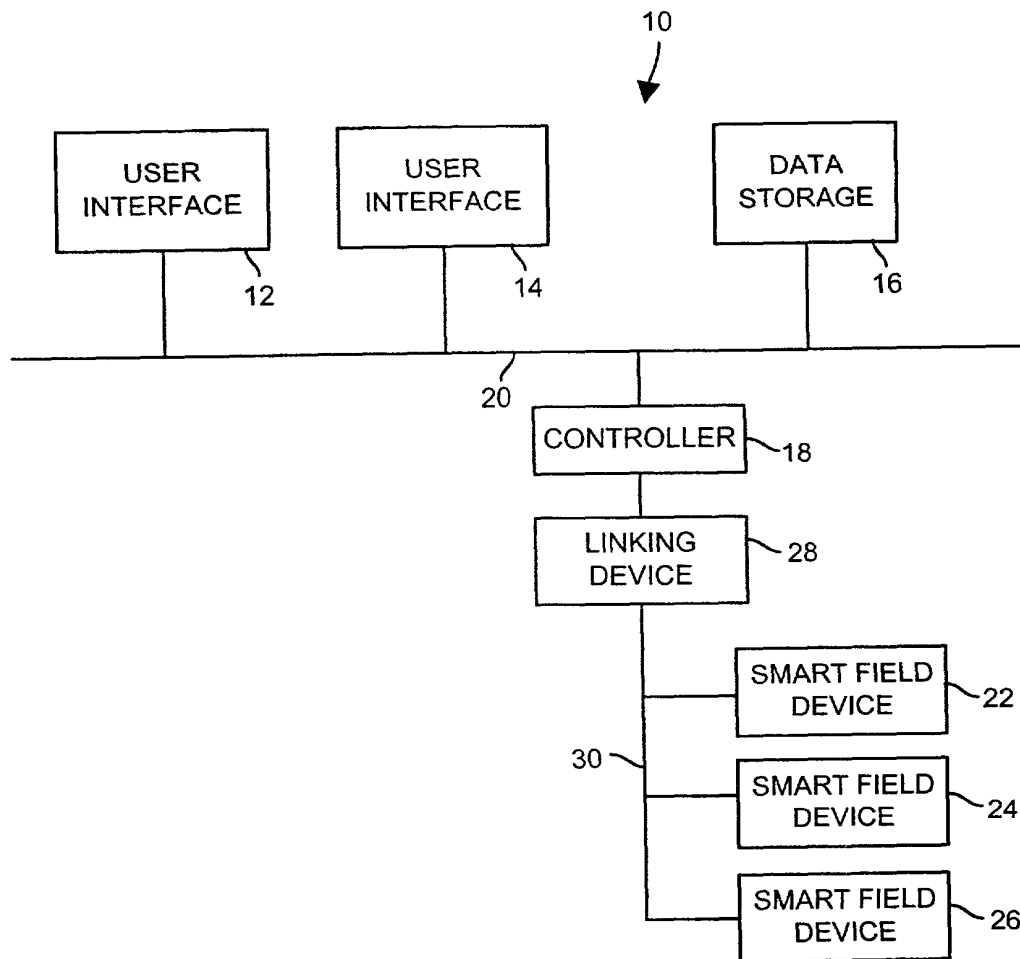 10
USER
INTERFACE
12
USER
INTERFACE
14
DATA
STORAGE
16
20
CONTROLLER
18
LINKING
DEVICE
28
SMART FIELD
DEVICE
22
30
SMART FIELD
DEVICE
24
SMART FIELD
DEVICE
26